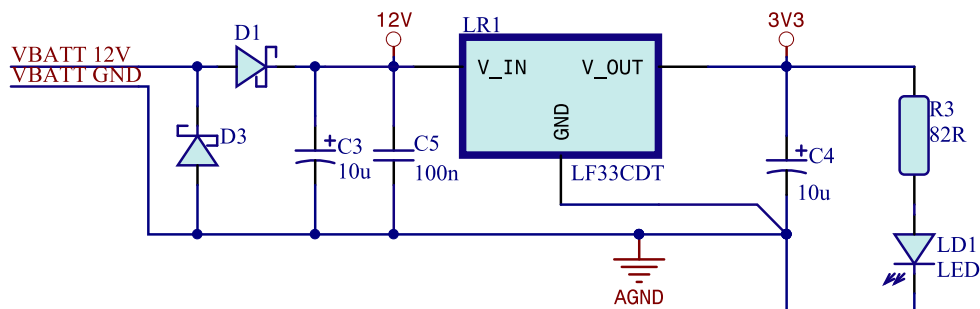 12V
3V3
D1
LR1
VBATT 12V
VBATT GND
V_IN
V_OUT
GND
D3
+
C3
10u
C5
100n
LF33CDT
+
C4
10u
R3
82R
AGND
LD1
LED